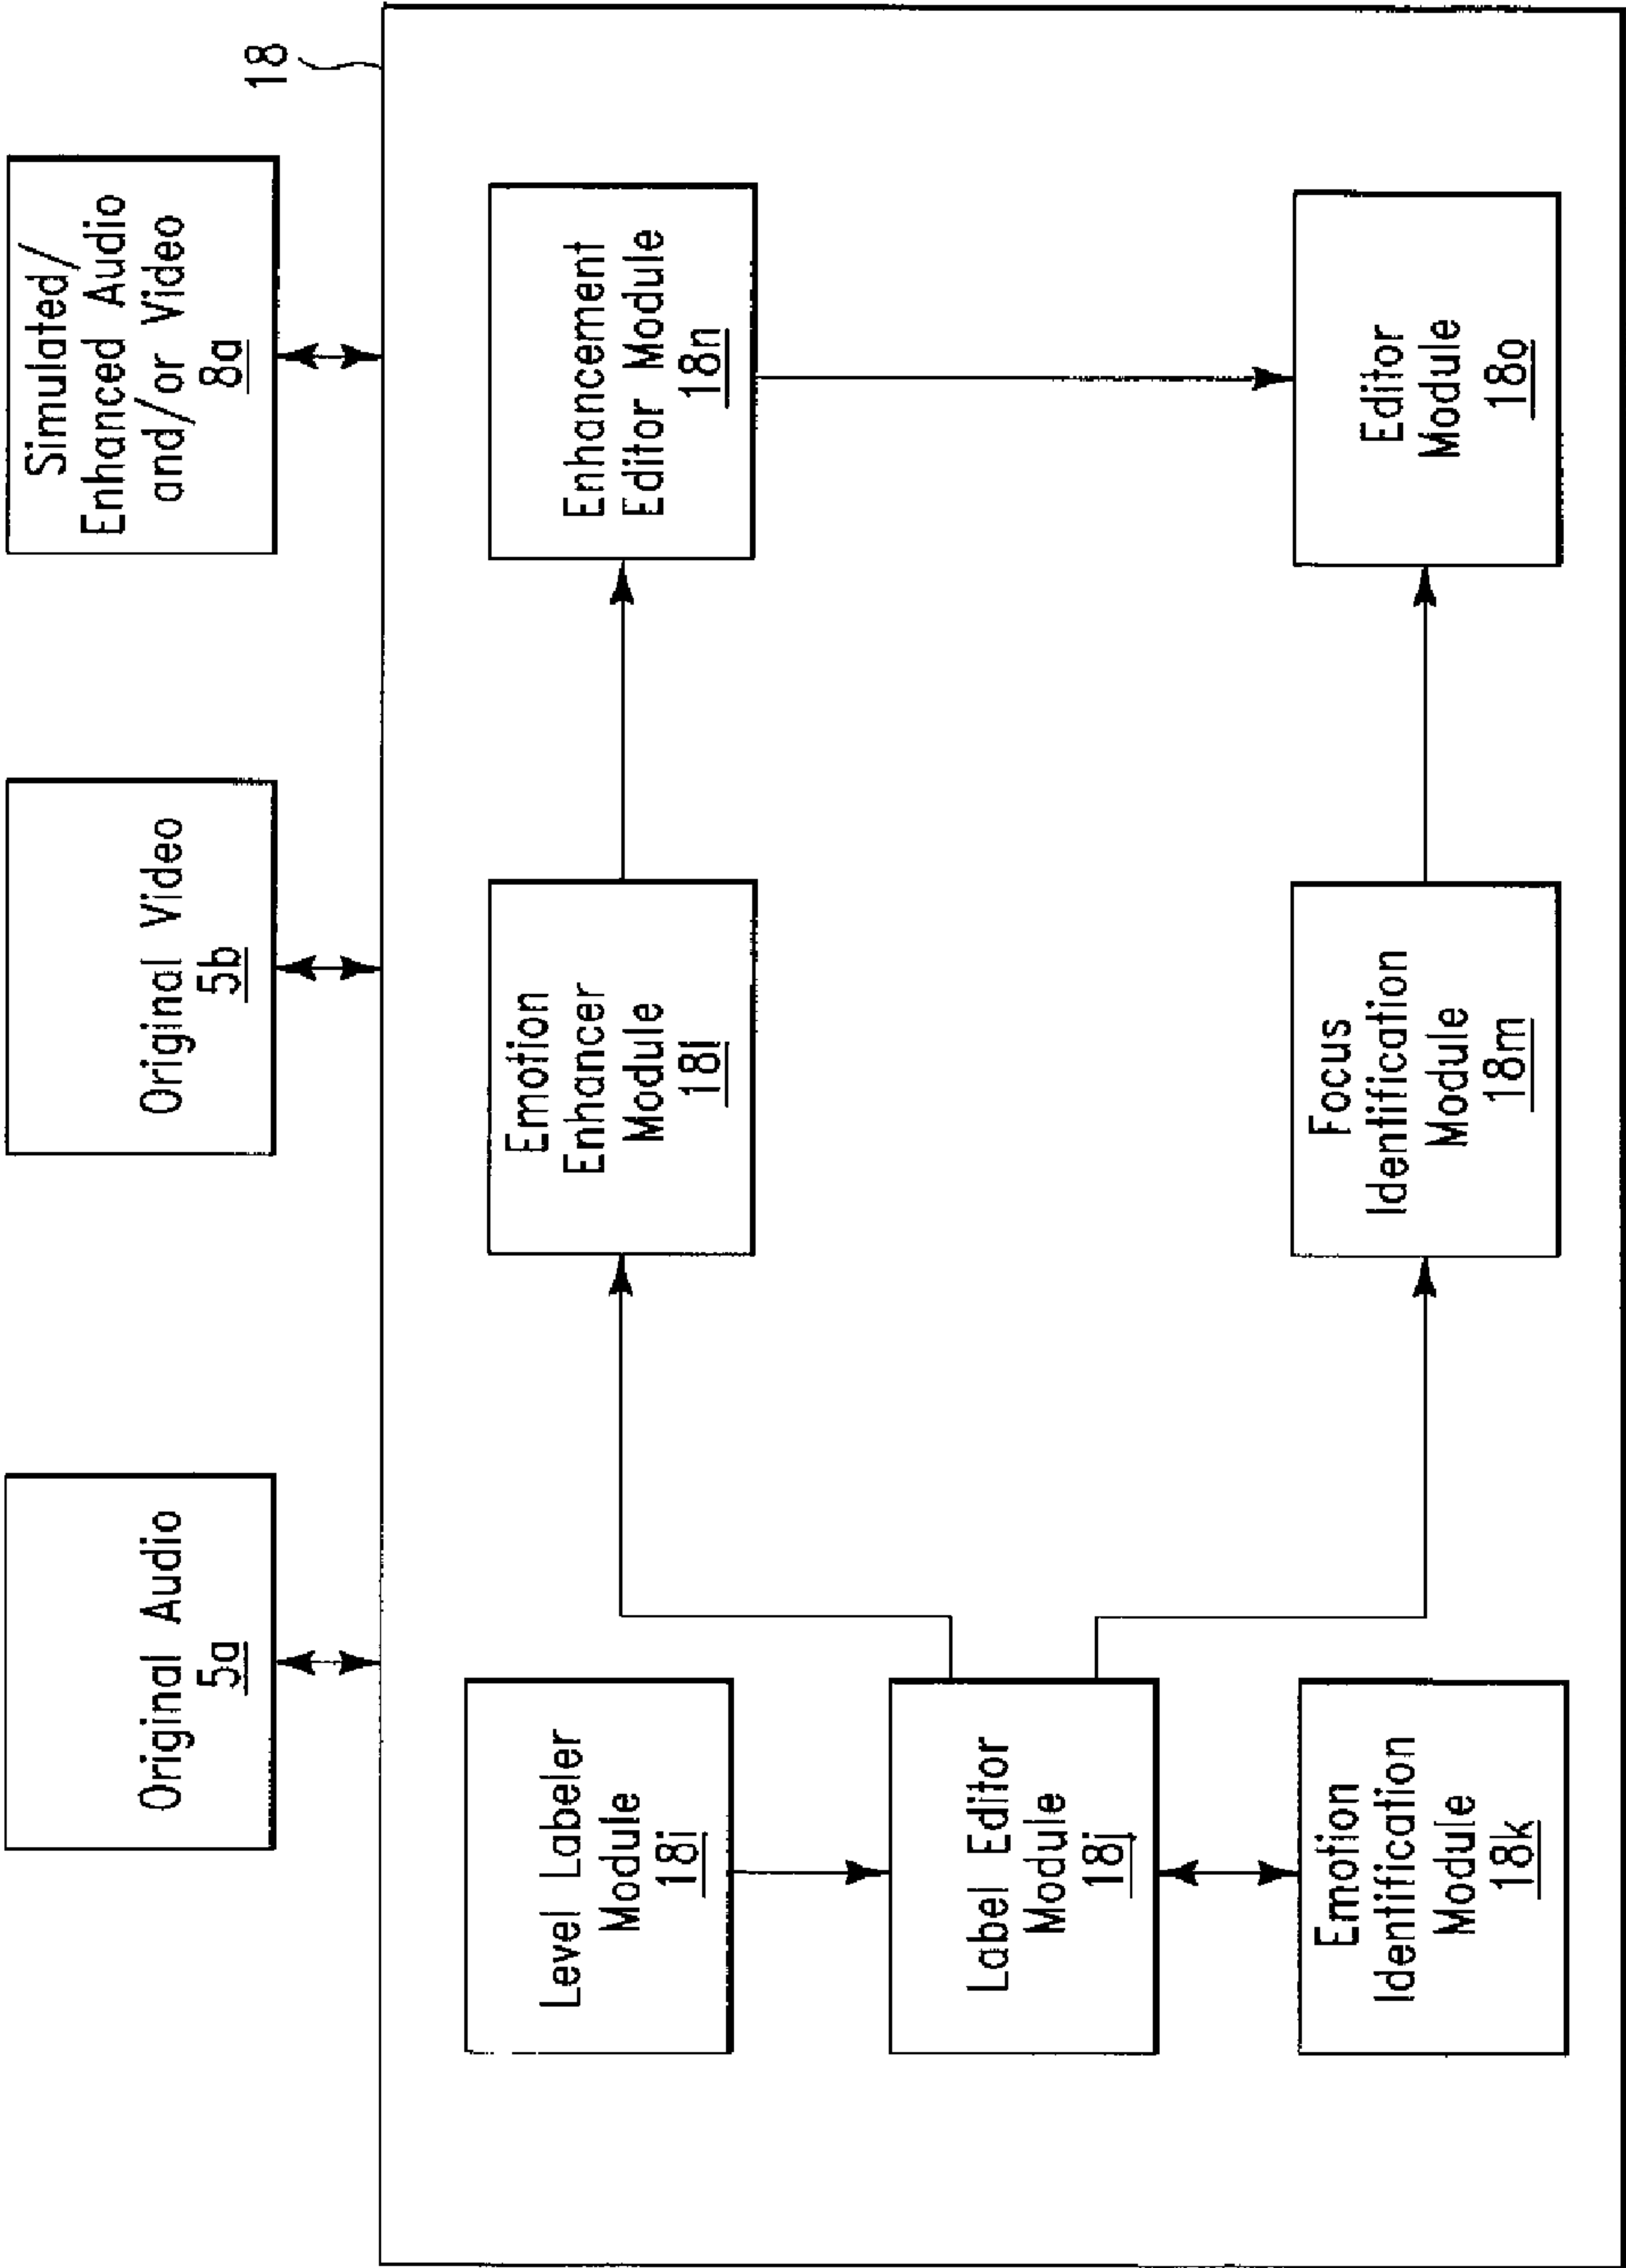 Original Audio
5a
Original Video
5b
Simulated/
Enhanced Audio
and/or Video
8a
18
Level Labeler
Module
18i
Label Editor
Module
18j
Emotion
Identification
Module
18k
Emotion
Enhancer
Module
18l
Focus
Identification
Module
18m
Enhancement
Editor Module
18n
Editor
Module
18o